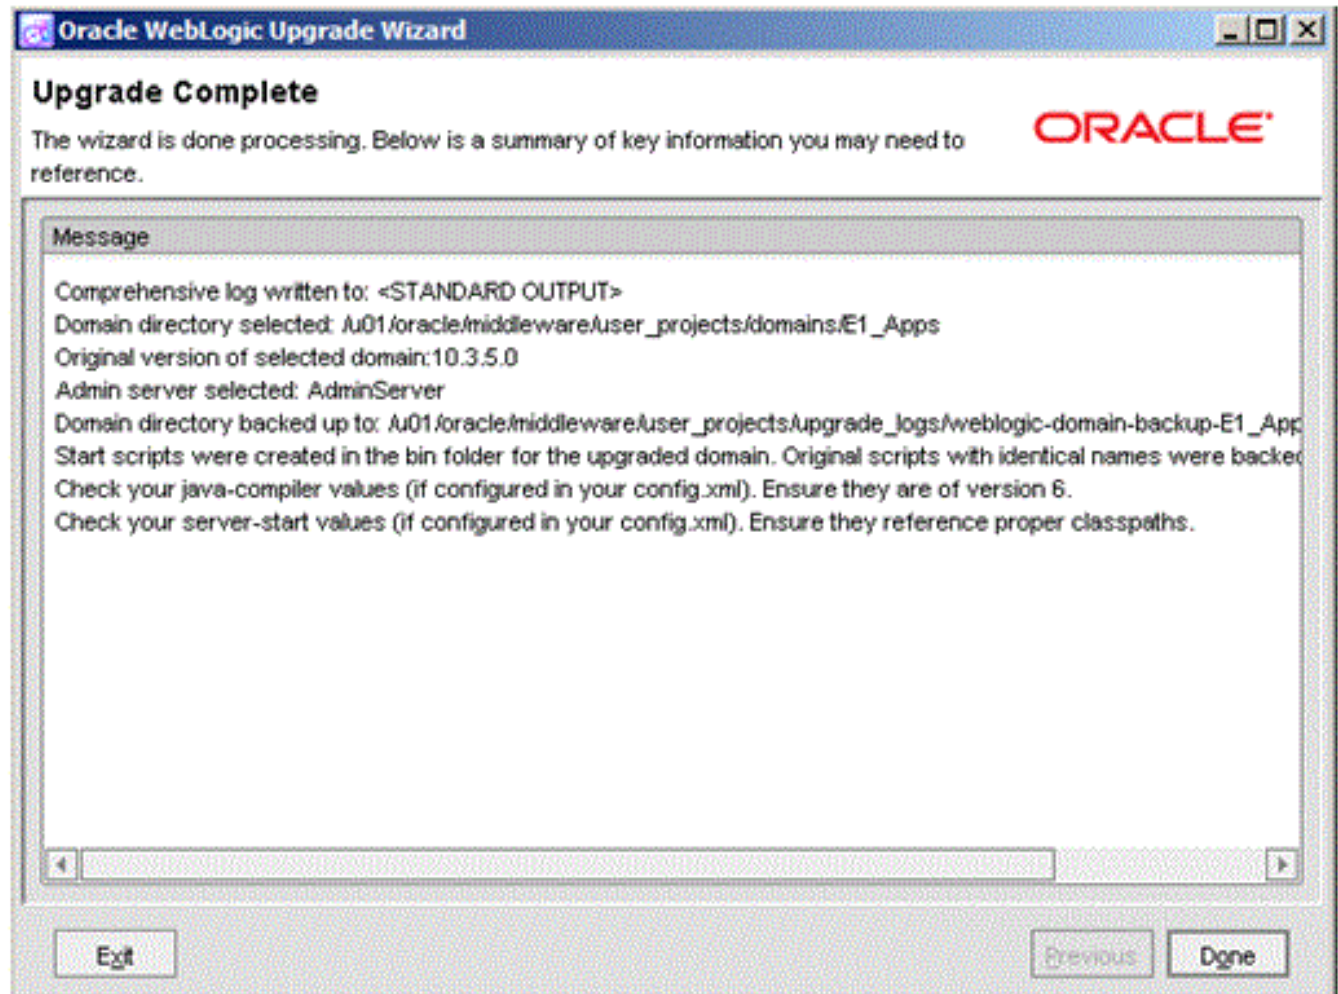 Oracle WebLogic Upgrade Wizard
Upgrade Complete
The wizard is done processing. Below is a summary of key information you may need to
reference.
ORACLE
Message
Comprehensive log written to: <STANDARD OUTPUT>
Domain directory selected: /u01/oracle/middleware/user_projects/domains/E1_Apps
Original version of selected domain:10.3.5.0
Admin server selected: AdminServer
Domain directory backed up to: /u01/oracle/middleware/user_projects/upgrade_logs/weblogic-domain-backup-E1_App
Start scripts were created in the bin folder for the upgraded domain. Original scripts with identical names were backed
Check your java-compiler values (if configured in your config.xml). Ensure they are of version 6.
Check your server-start values (if configured in your config.xml). Ensure they reference proper classpaths.
Exit
Previous
Done